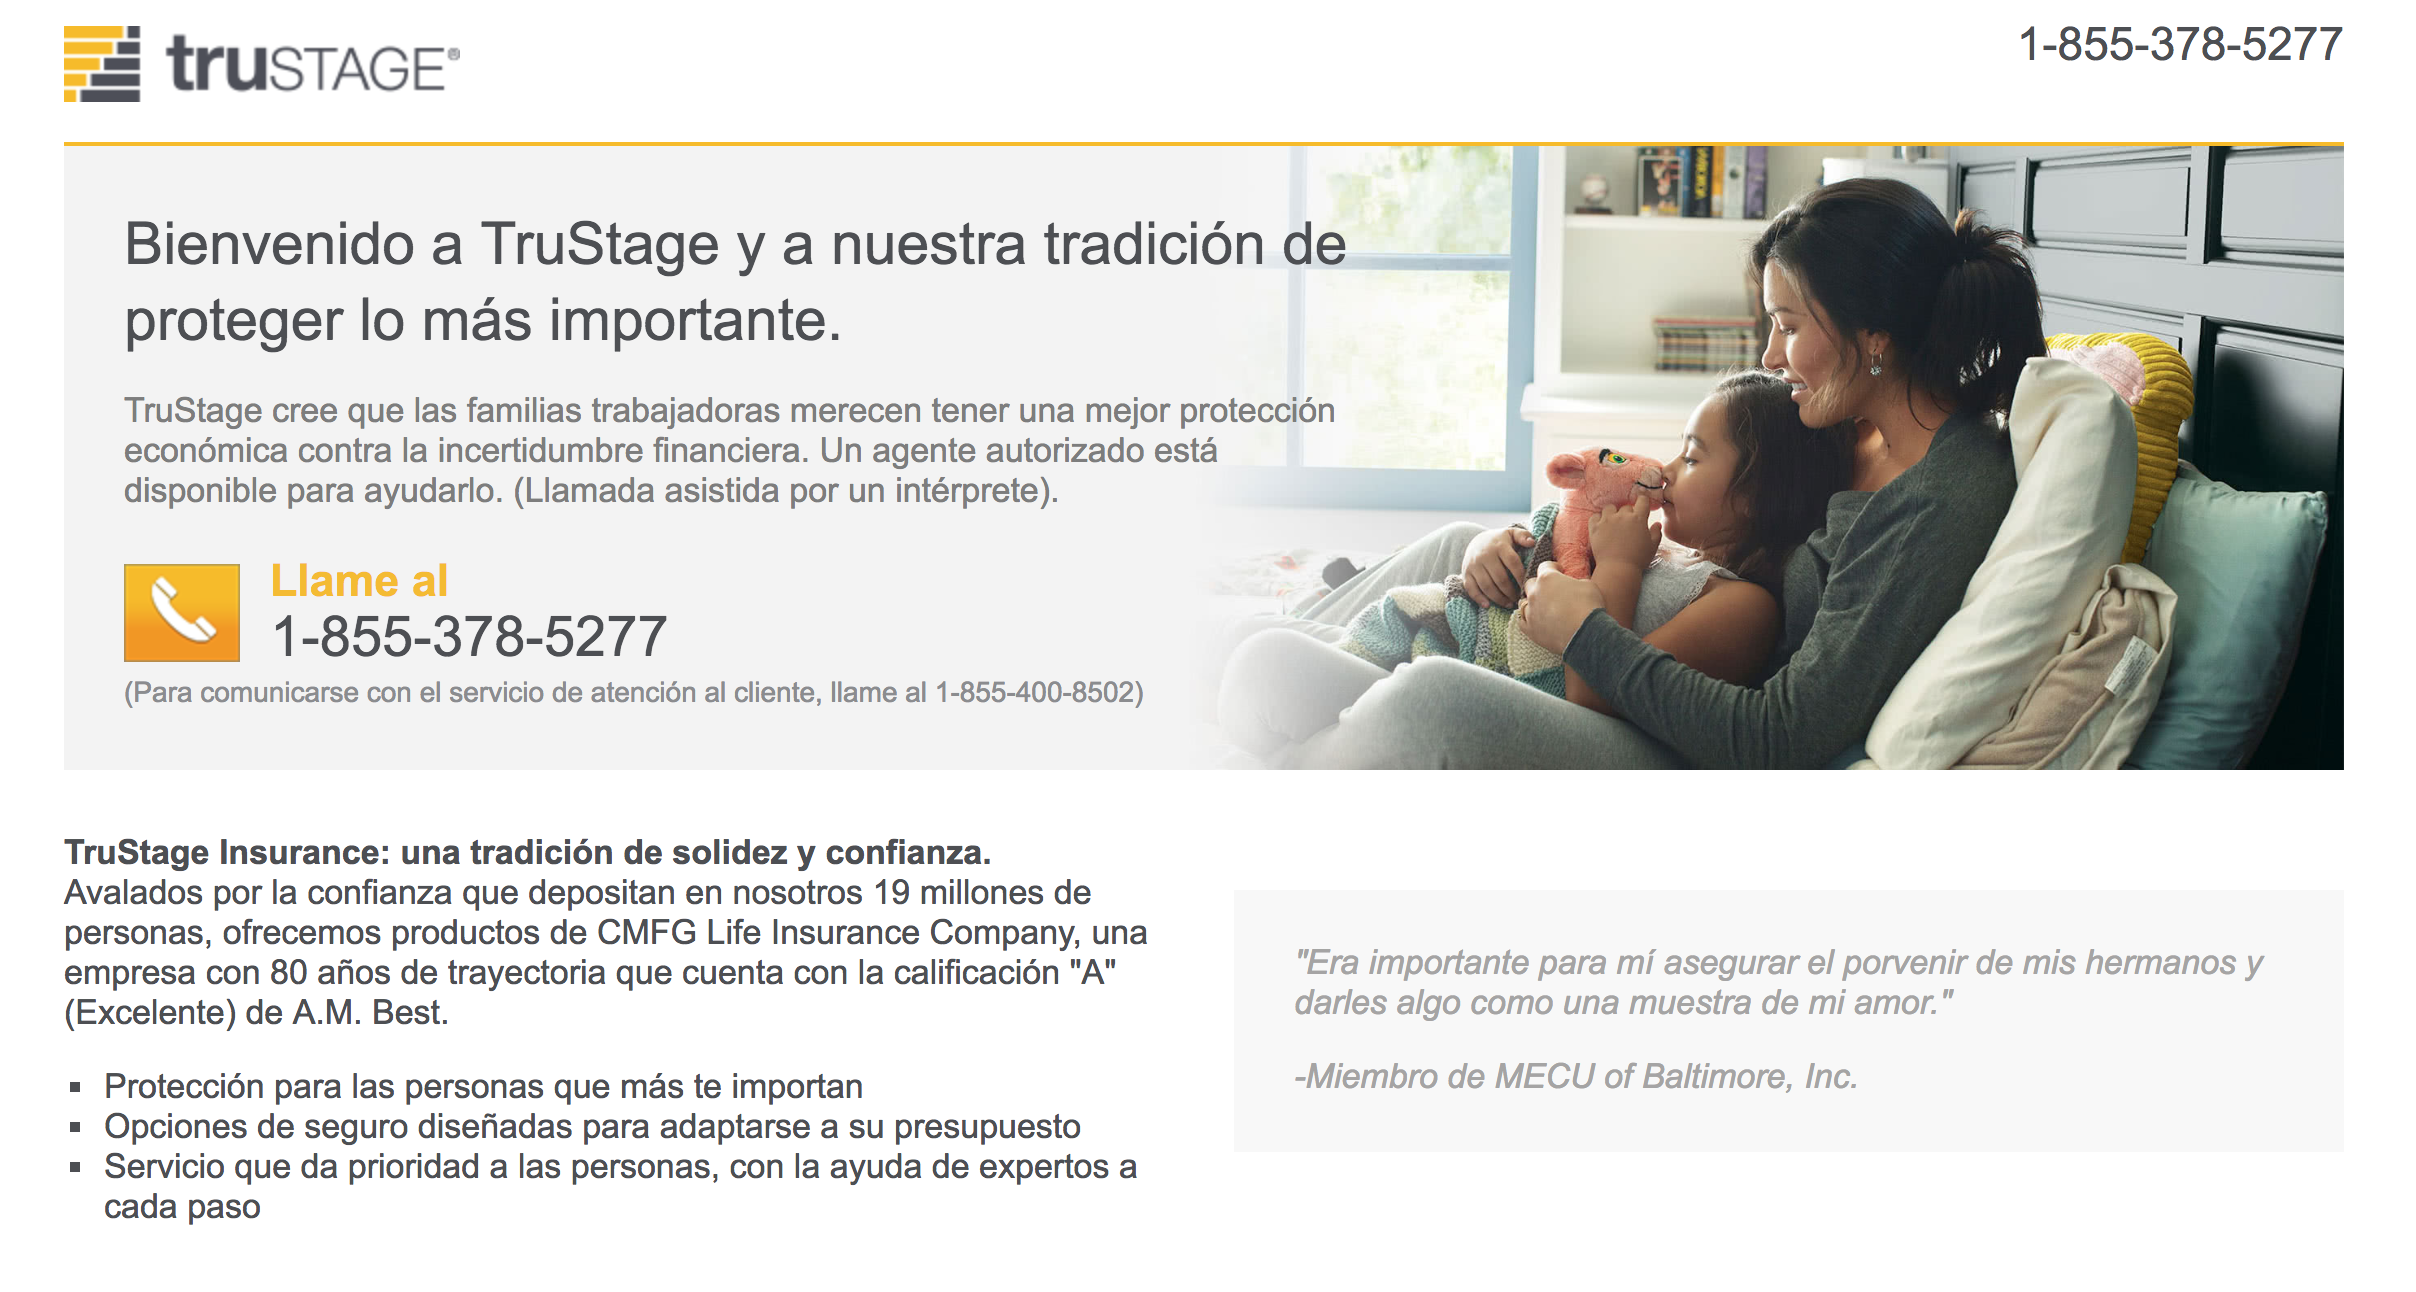 truSTAGE®
1-855-378-5277
Bienvenido a TruStage y a nuestra tradición de
proteger lo más importante.
TruStage cree que las familias trabajadoras merecen tener una mejor protección
económica contra la incertidumbre financiera. Un agente autorizado está
disponible para ayudarlo. (Llamada asistida por un intérprete).
Llame al
1-855-378-5277
(Para comunicarse con el servicio de atención al cliente, llame al 1-855-400-8502)
TruStage Insurance: una tradición de solidez y confianza.
Avalados por la confianza que depositan en nosotros 19 millones de
personas, ofrecemos productos de CMFG Life Insurance Company, una
empresa con 80 años de trayectoria que cuenta con la calificación "A"
(Excelente) de A.M. Best.
▪ Protección para las personas que más te importan
▪ Opciones de seguro diseñadas para adaptarse a su presupuesto
▪ Servicio que da prioridad a las personas, con la ayuda de expertos a
cada paso
"Era importante para mí asegurar el porvenir de mis hermanos y
darles algo como una muestra de mi amor."
-Miembro de MECU of Baltimore, Inc.